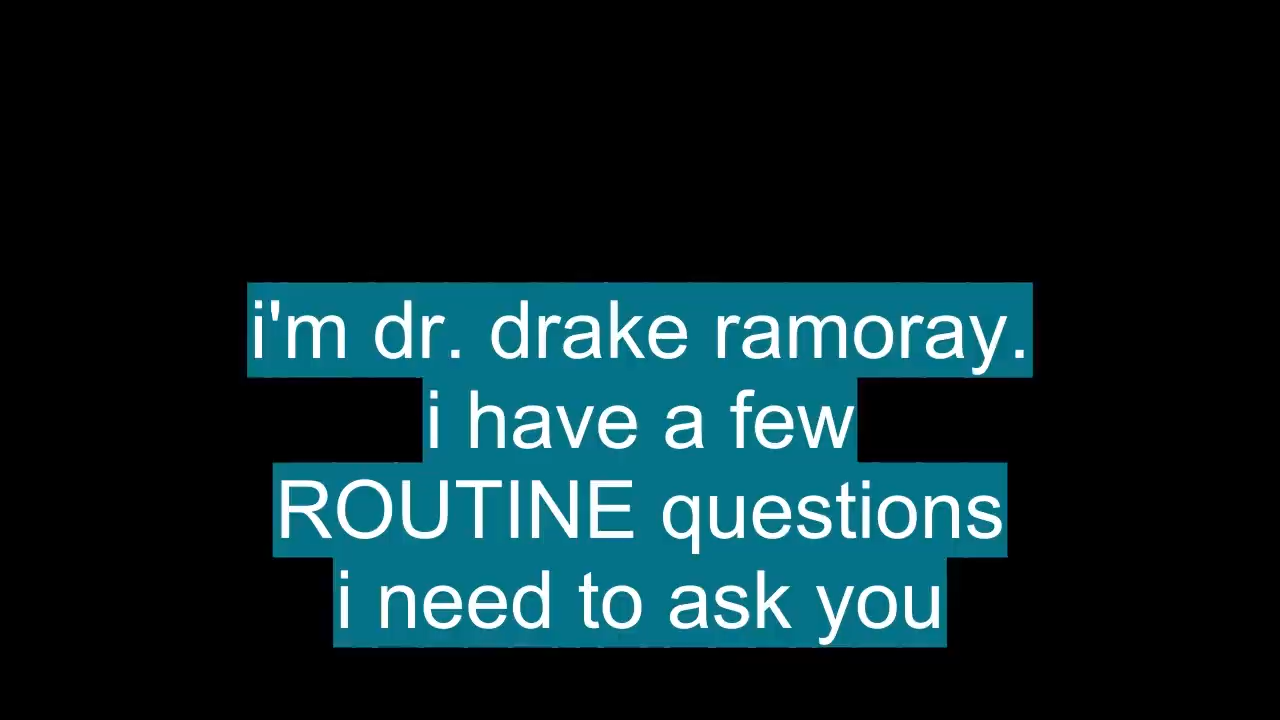 i'm dr. drake ramoray.
i have a few
ROUTINE questions
i need to ask you